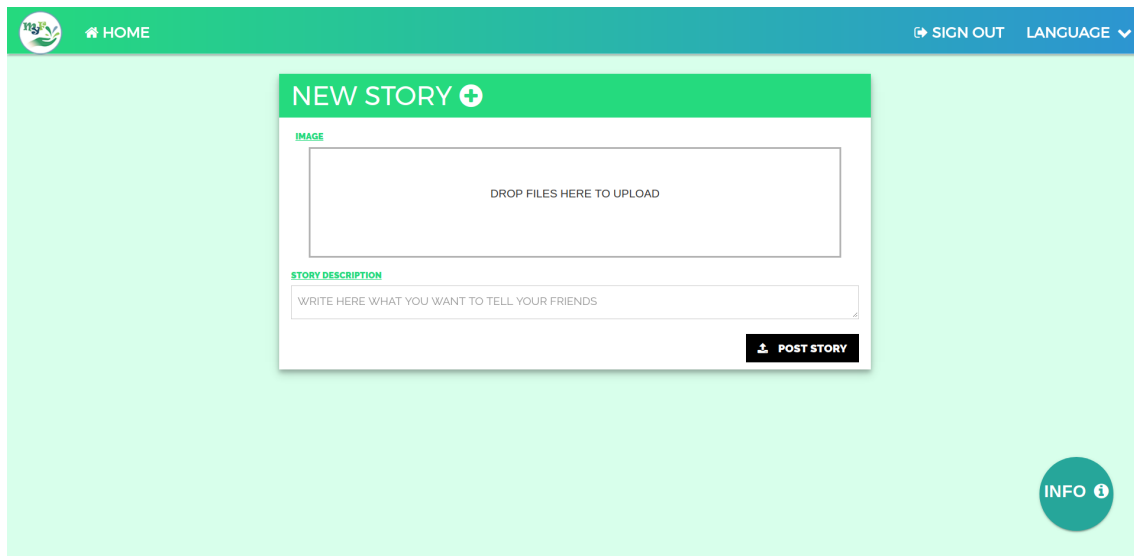 HOME
SIGN OUT
LANGUAGE
NEW STORY
IMAGE
DROP FILES HERE TO UPLOAD
STORY DESCRIPTION
WRITE HERE WHAT YOU WANT TO TELL YOUR FRIENDS
POST STORY
INFO